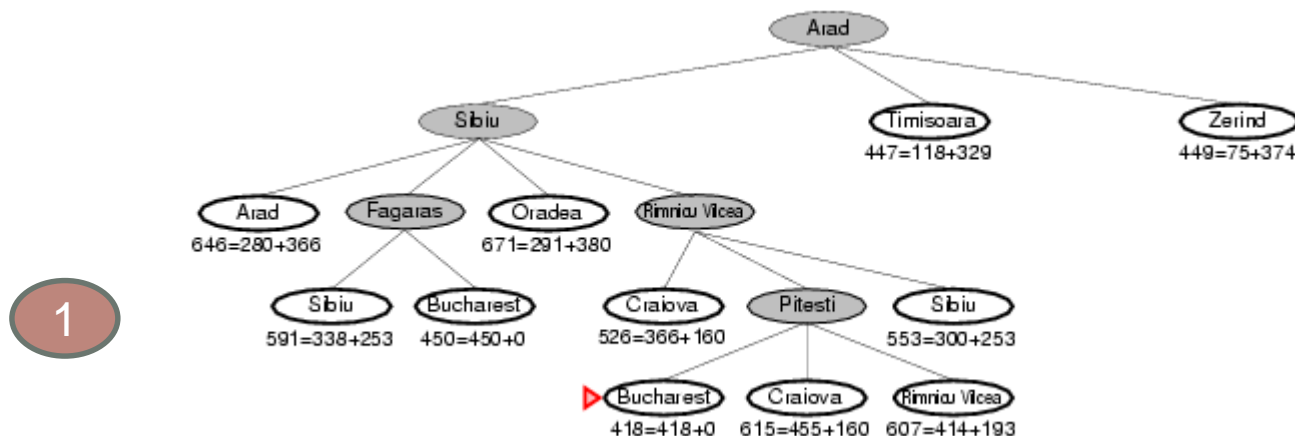 Arad
Sibiu Timisoara Zerind
447=118+329 449=75+374
Arad Fagaras Oradea Rimnicu Vilcea
646=280+366 671=291+380
1
Sibiu Bucharest Craiova Pitesti Sibiu
591=338+253 450=450+0 526=366+160 553=300+253
Bucharest Craiova Rimnicu Vilcea
418=418+0 615=455+160 607=414+193